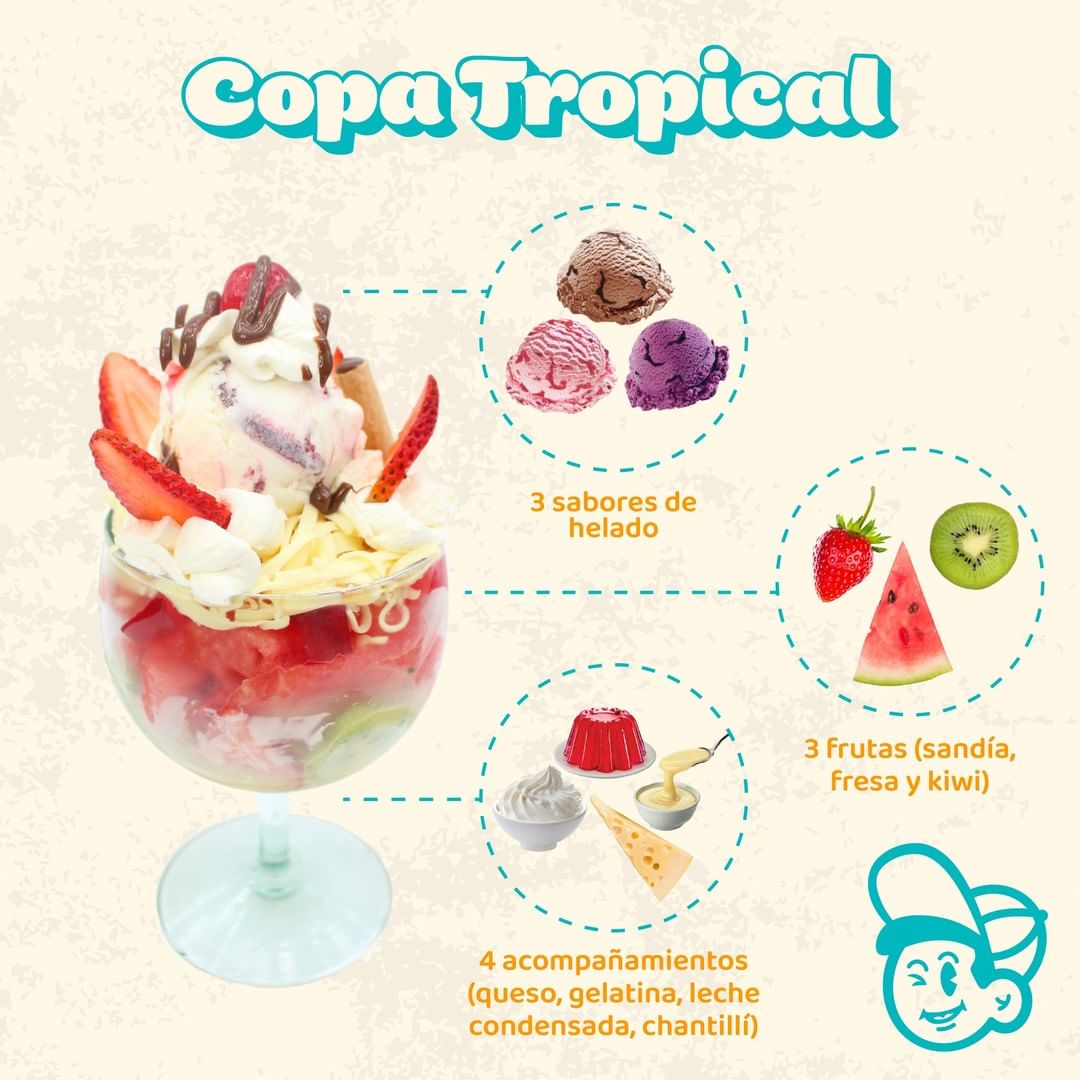 Copa Tropical
3 sabores de
helado
3 frutas (sandía,
fresa y kiwi)
4 acompañamientos
(queso, gelatina, leche
condensada, chantillí)